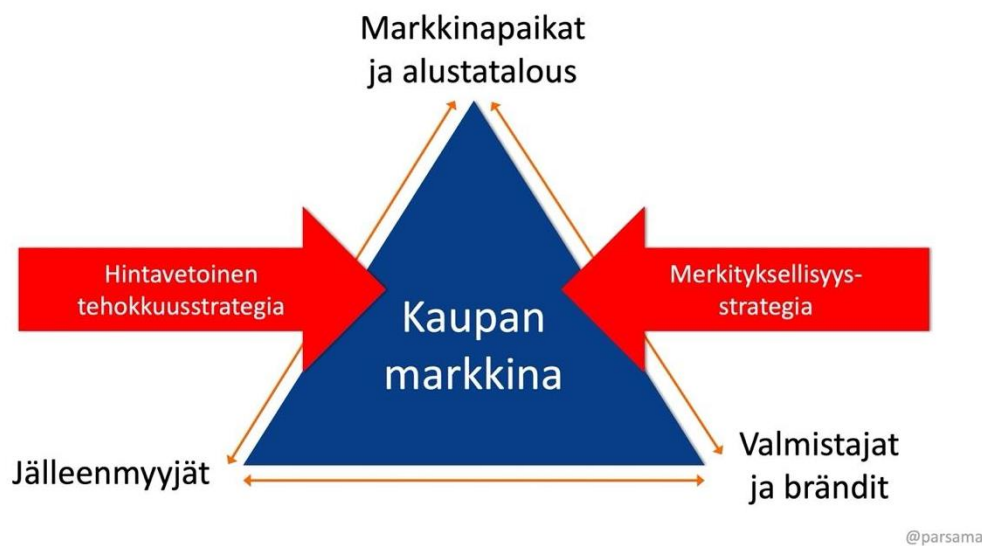 Markkinapaikat
ja alustatalous
Hintavetoinen
tehokkuusstrategia
Merkityksellisyys-
strategia
Kaupan
markkina
Jälleenmyyjät
Valmistajat
ja brändit
@parsama